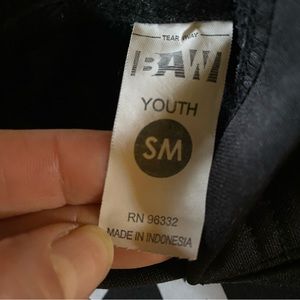 TEAR AWAY
BAW
YOUTH
SM
RN 96332
MADE IN INDONESIA